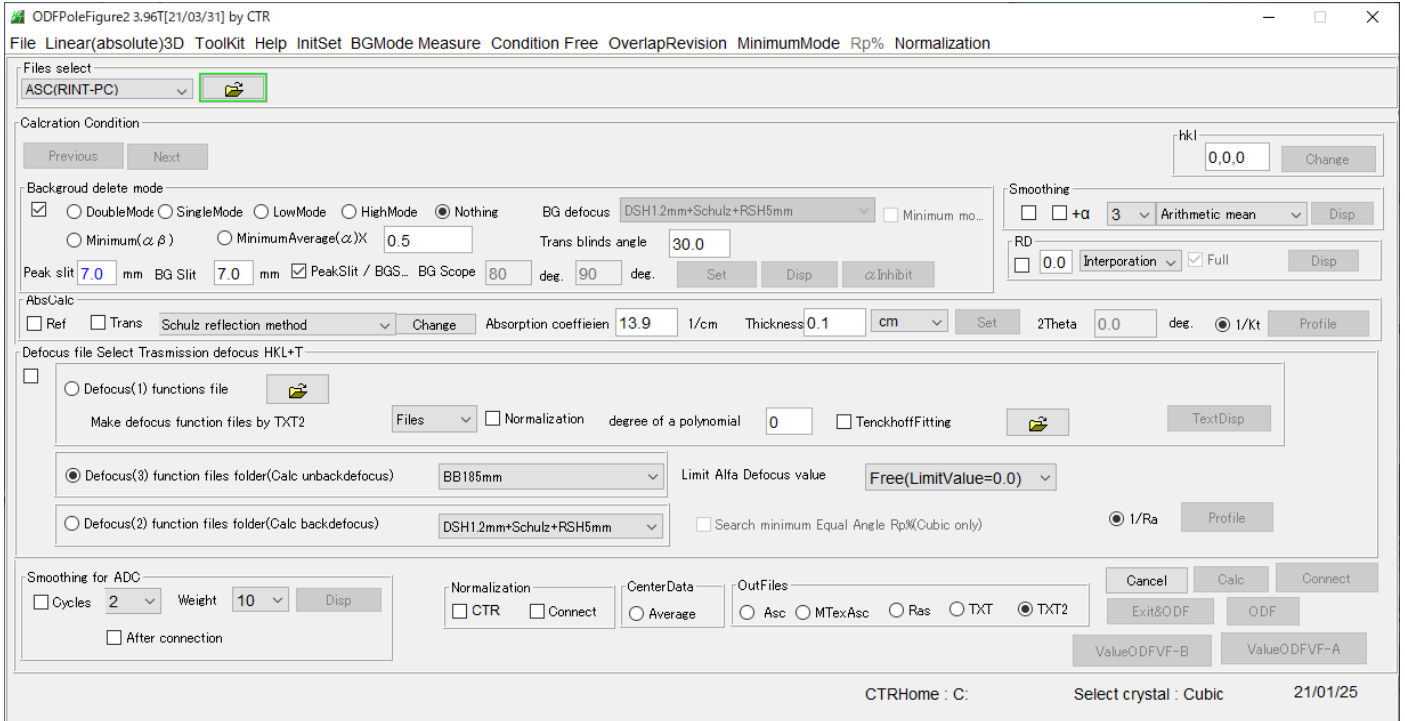 ODFPoleFigure2 3.96T[21/03/31] by CTR
File Linear(absolute)3D ToolKit Help InitSet BGMode Measure Condition Free OverlapRevision MinimumMode Rp% Normalization
Files select
ASC(RINT-PC)
Calcration Condition
Previous Next
hkl
0,0,0 Change
Backgroud delete mode
DoubleMode SingleMode LowMode HighMode Nothing BG defocus DSH1.2mm+Schulz+RSH5mm Minimum mo...
Minimum(αβ) MinimumAverage(α)X 0.5 Trans blinds angle 30.0
Peak slit 7.0 mm BG Slit 7.0 mm PeakSlit / BGS... BG Scope 80 deg. 90 deg. Set Disp αInhibit
Smoothing
+α 3 Arithmetic mean Disp
RD
0.0 Interporation Full Disp
AbsCalc
Ref Trans Schulz reflection method Change Absorption coeffieien 13.9 1/cm Thickness 0.1 cm Set 2Theta 0.0 deg. 1/Kt Profile
Defocus file Select Trasmission defocus HKL+T
Defocus(1) functions file
Make defocus function files by TXT2 Files Normalization degree of a polynomial 0 TenckhoffFitting TextDisp
Defocus(3) function files folder(Calc unbackdefocus) BB185mm Limit Alfa Defocus value Free(LimitValue=0.0)
Defocus(2) function files folder(Calc backdefocus) DSH1.2mm+Schulz+RSH5mm Search minimum Equal Angle Rp%(Cubic only) 1/Ra Profile
Smoothing for ADC
Cycles 2 Weight 10 Disp
After connection
Normalization
CTR Connect
CenterData
Average
OutFiles
Asc MTexAsc Ras TXT TXT2
Cancel Calc Connect
Exit&ODF ODF
ValueODFVF-B ValueODFVF-A
CTRHome : C: Select crystal : Cubic 21/01/25